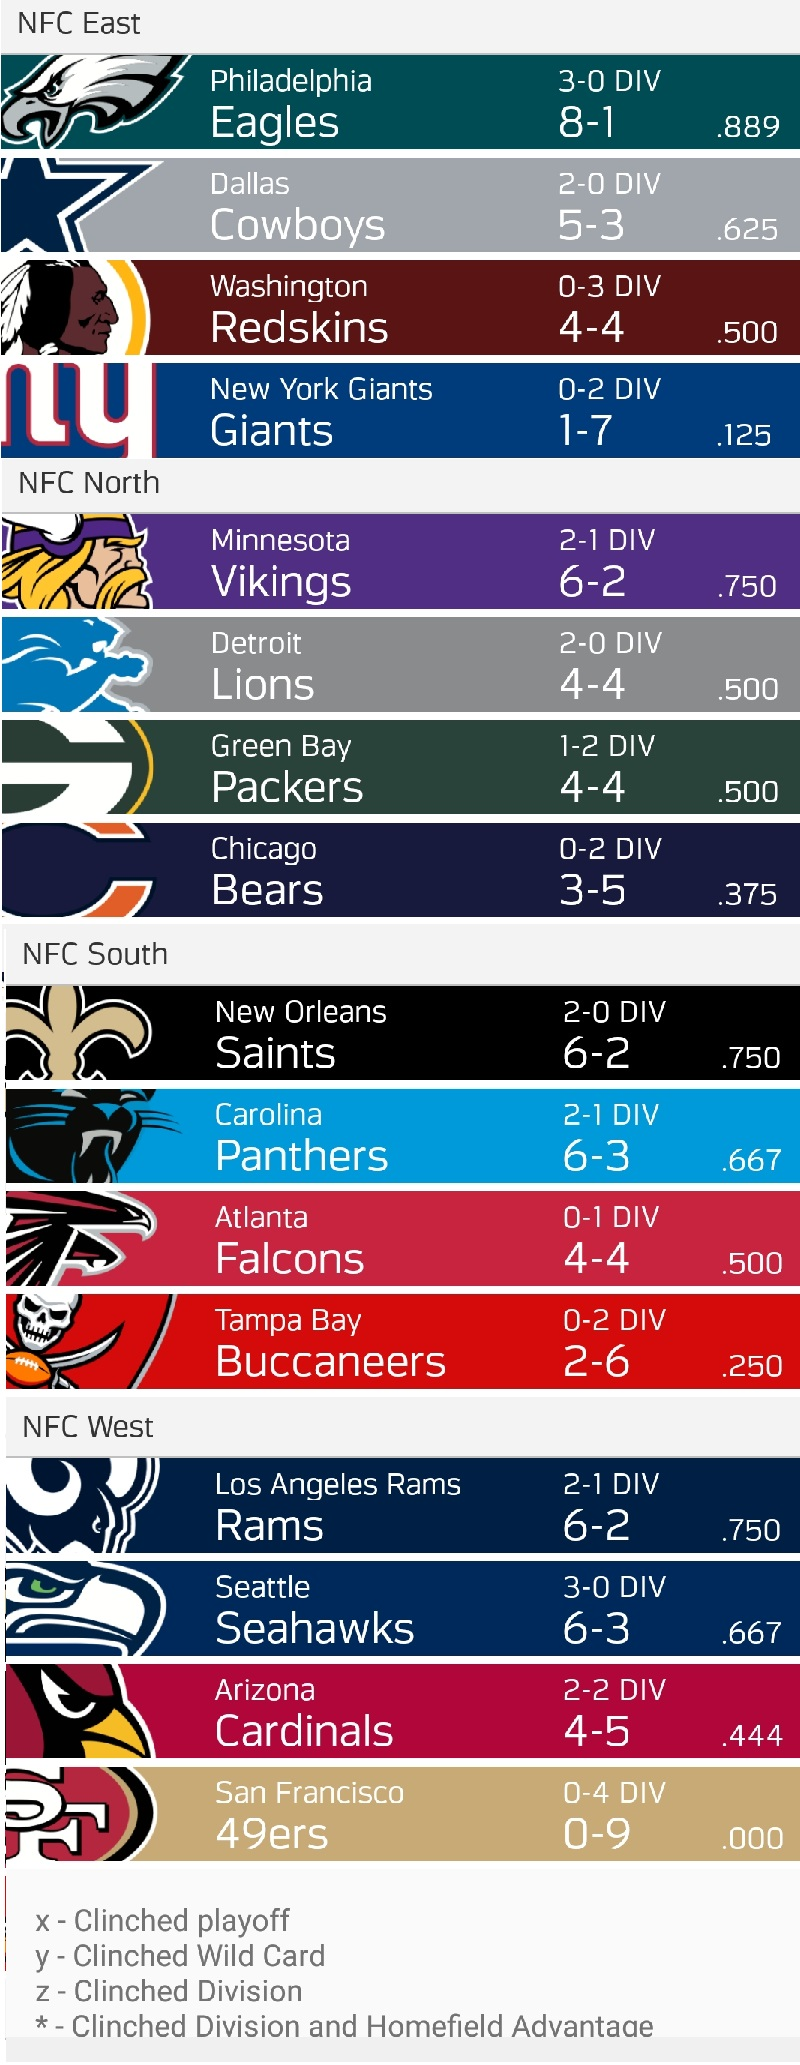 NFC East
Philadelphia 3-0 DIV
Eagles 8-1 .889
Dallas 2-0 DIV
Cowboys 5-3 .625
Washington 0-3 DIV
Redskins 4-4 .500
ny
New York Giants 0-2 DIV
Giants 1-7 .125
NFC North
Minnesota 2-1 DIV
Vikings 6-2 .750
Detroit 2-0 DIV
Lions 4-4 .500
G
Green Bay 1-2 DIV
Packers 4-4 .500
C
Chicago 0-2 DIV
Bears 3-5 .375
NFC South
New Orleans 2-0 DIV
Saints 6-2 .750
Carolina 2-1 DIV
Panthers 6-3 .667
Atlanta 0-1 DIV
Falcons 4-4 .500
Tampa Bay 0-2 DIV
Buccaneers 2-6 .250
NFC West
Los Angeles Rams 2-1 DIV
Rams 6-2 .750
Seattle 3-0 DIV
Seahawks 6-3 .667
Arizona 2-2 DIV
Cardinals 4-5 .444
SF
San Francisco 0-4 DIV
49ers 0-9 .000
x - Clinched playoff
y - Clinched Wild Card
z - Clinched Division
* - Clinched Division and Homefield Advantage